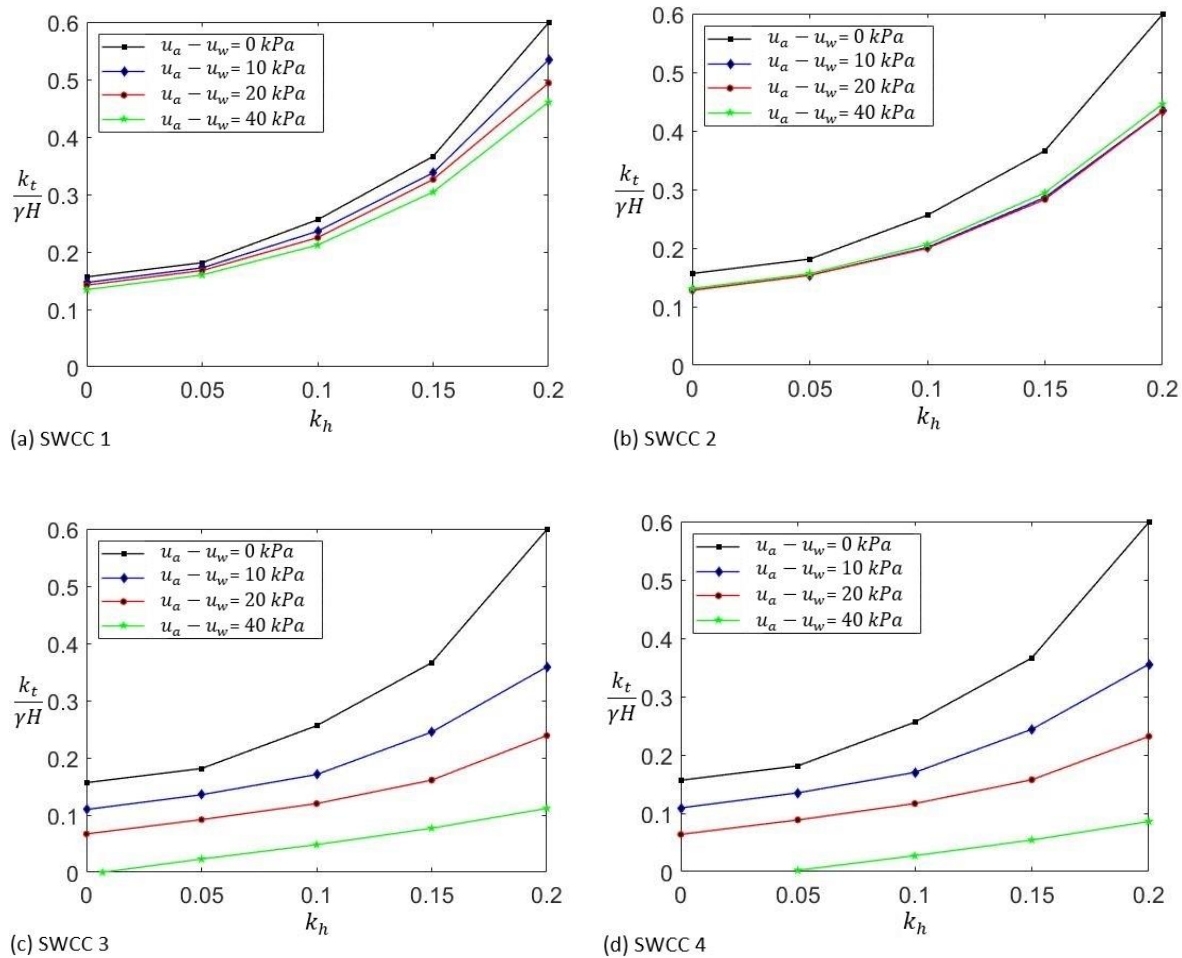 0.6
0.5
0.4
0.3
0.2
0.1
0
k_t
γH
u_a − u_w = 0 kPa
u_a − u_w = 10 kPa
u_a − u_w = 20 kPa
u_a − u_w = 40 kPa
0 0.05 0.1 0.15 0.2
k_h
(a) SWCC 1
0.6
0.5
0.4
0.3
0.2
0.1
0
k_t
γH
u_a − u_w = 0 kPa
u_a − u_w = 10 kPa
u_a − u_w = 20 kPa
u_a − u_w = 40 kPa
0 0.05 0.1 0.15 0.2
k_h
(b) SWCC 2
0.6
0.5
0.4
0.3
0.2
0.1
0
k_t
γH
u_a − u_w = 0 kPa
u_a − u_w = 10 kPa
u_a − u_w = 20 kPa
u_a − u_w = 40 kPa
0 0.05 0.1 0.15 0.2
k_h
(c) SWCC 3
0.6
0.5
0.4
0.3
0.2
0.1
0
k_t
γH
u_a − u_w = 0 kPa
u_a − u_w = 10 kPa
u_a − u_w = 20 kPa
u_a − u_w = 40 kPa
0 0.05 0.1 0.15 0.2
k_h
(d) SWCC 4